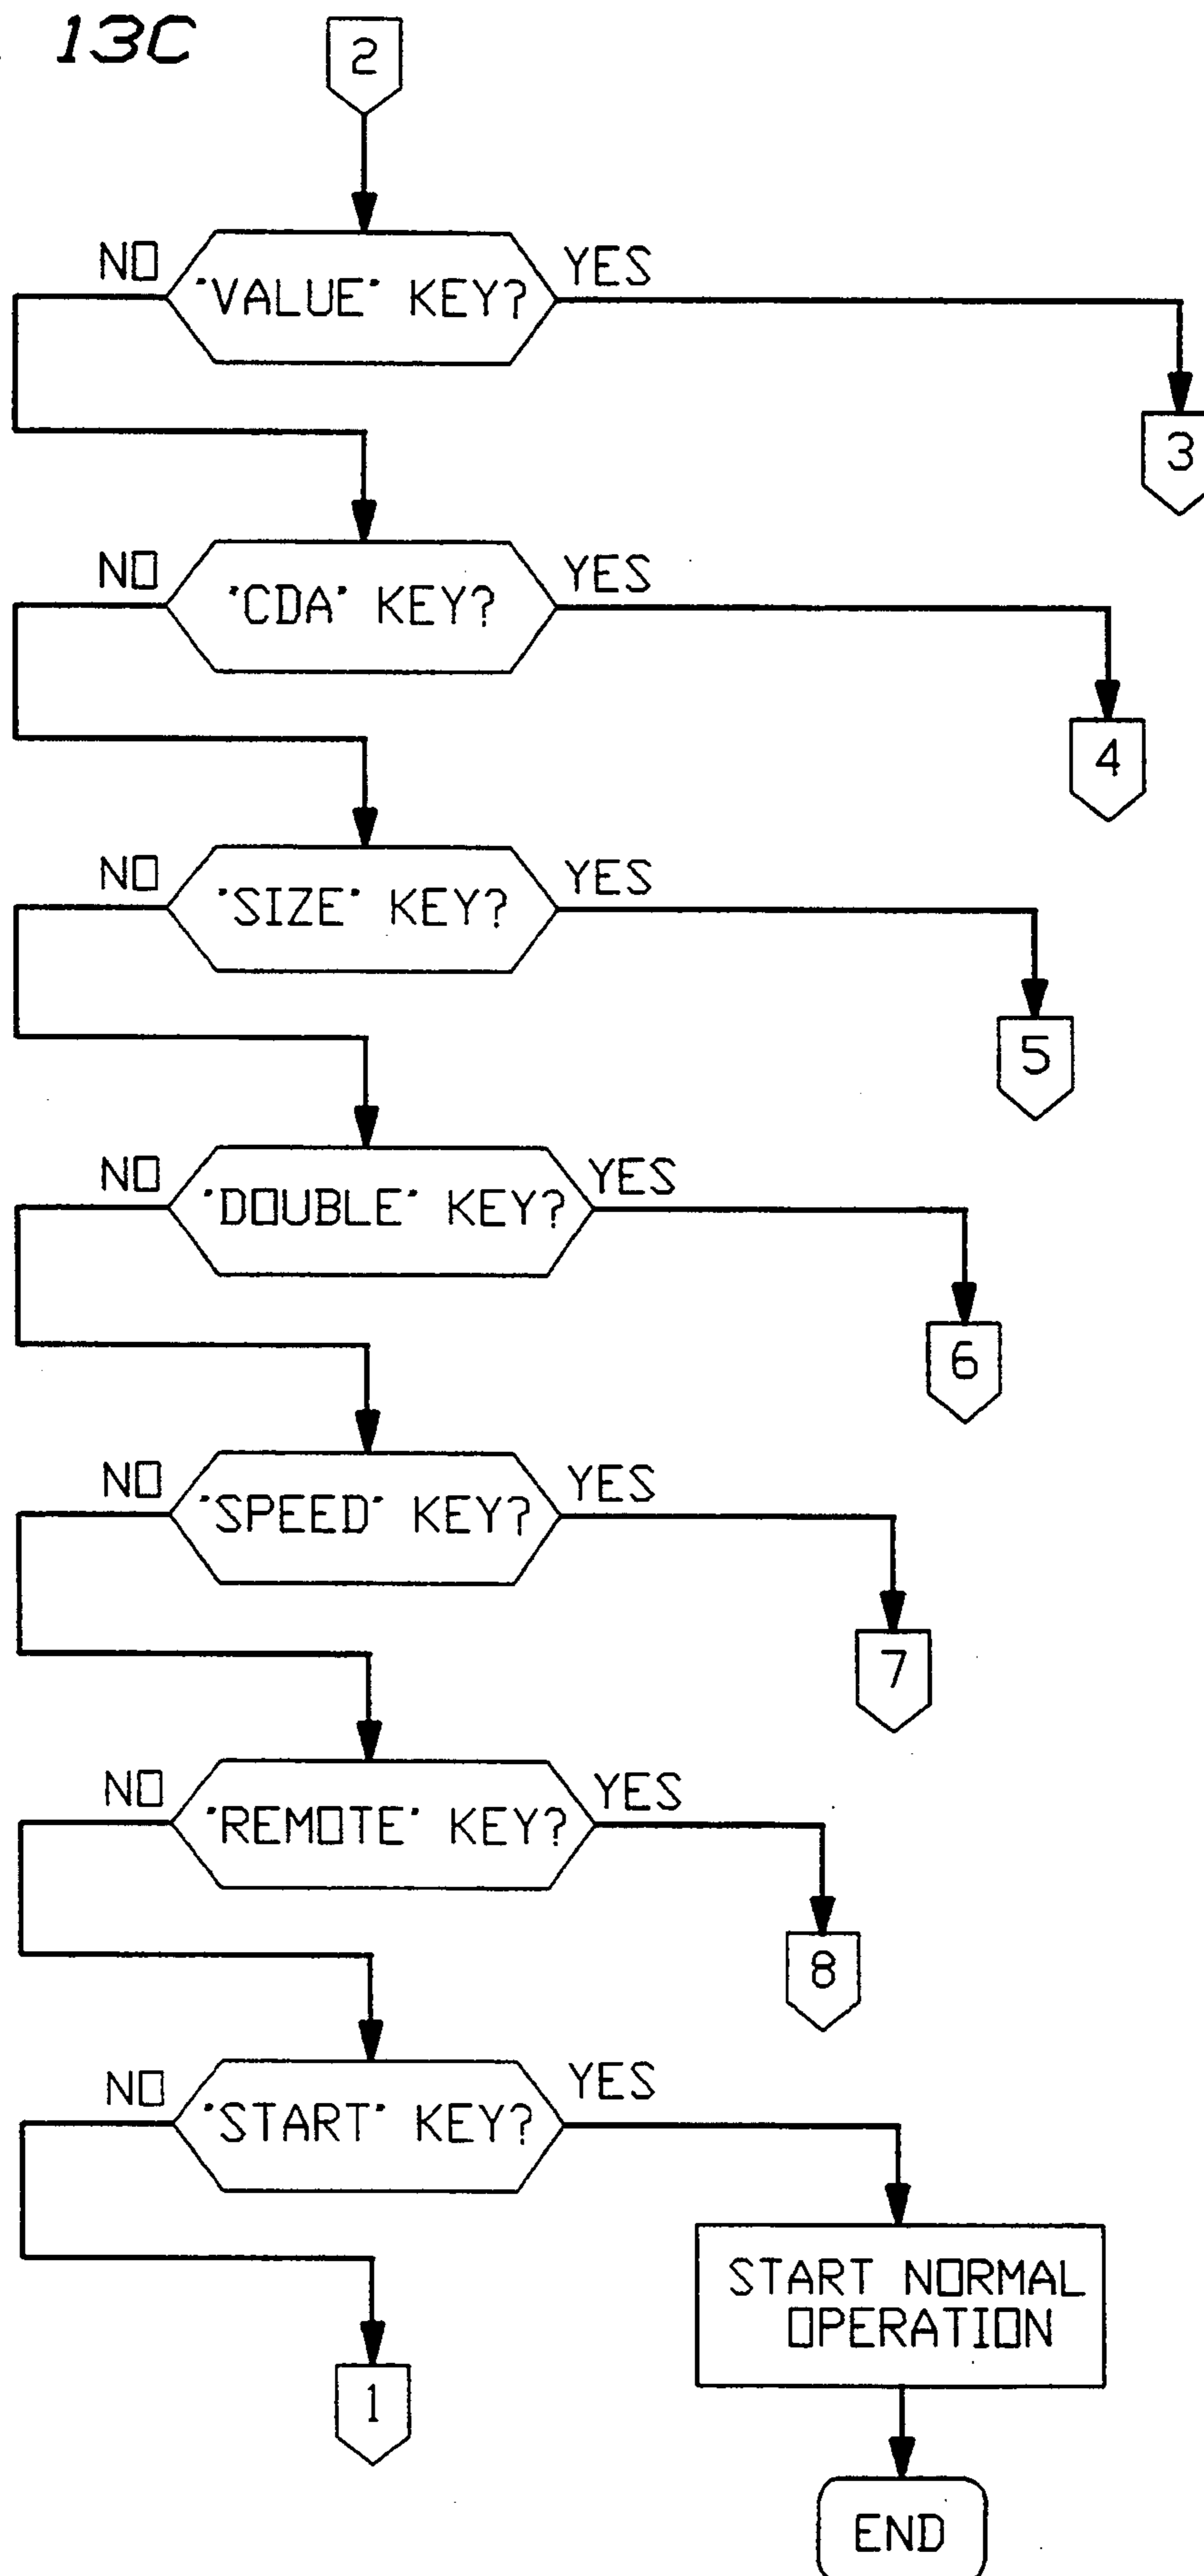 13C
2
NO
"VALUE" KEY?
YES
3
NO
"CDA" KEY?
YES
4
NO
"SIZE" KEY?
YES
5
NO
"DOUBLE" KEY?
YES
6
NO
"SPEED" KEY?
YES
7
NO
"REMOTE" KEY?
YES
8
NO
"START" KEY?
YES
START NORMAL
OPERATION
1
END